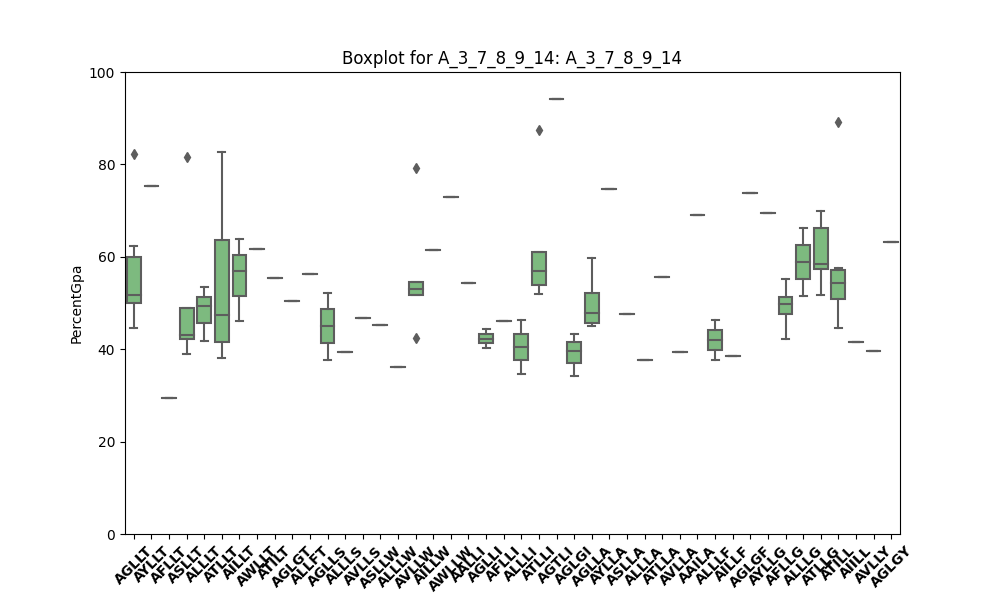 Boxplot for A_3_7_8_9_14: A_3_7_8_9_14
PercentGpa
100
80
60
40
20
0
AGLLT
AYLLT
AFLLT
ASLLT
ALLLT
ATLLT
AILLT
AWLLT
ATILT
AGLGT
ALLFT
AGLLS
ALLLS
AVLLS
ASLLW
ALLLW
AVLLW
AILLW
AWLLW
AALLI
AGLLI
AFLLI
ALLLI
ATLLI
AGTLI
AGLGI
AGLLA
AYLLA
ASLLA
ALLLA
ATLLA
AVLLA
AAILA
ALLLF
AILLF
AGLGF
AYLLG
AFLLG
ALLLG
ATLLG
ATILL
AIILL
AVLLY
AGLGY